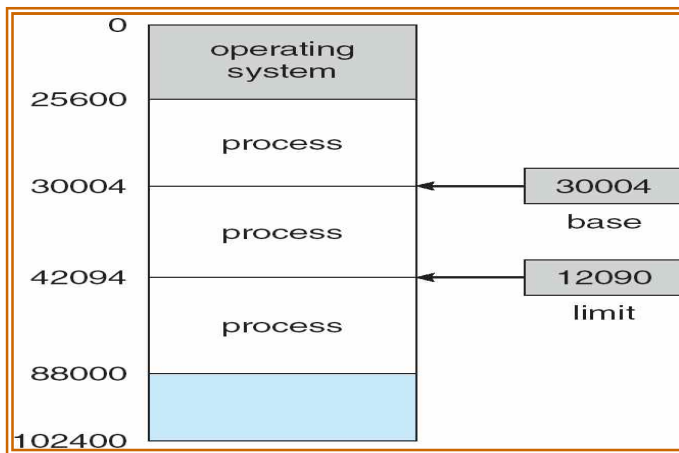 0
operating
system
25600
process
30004
30004
base
process
42094
12090
limit
process
88000
102400